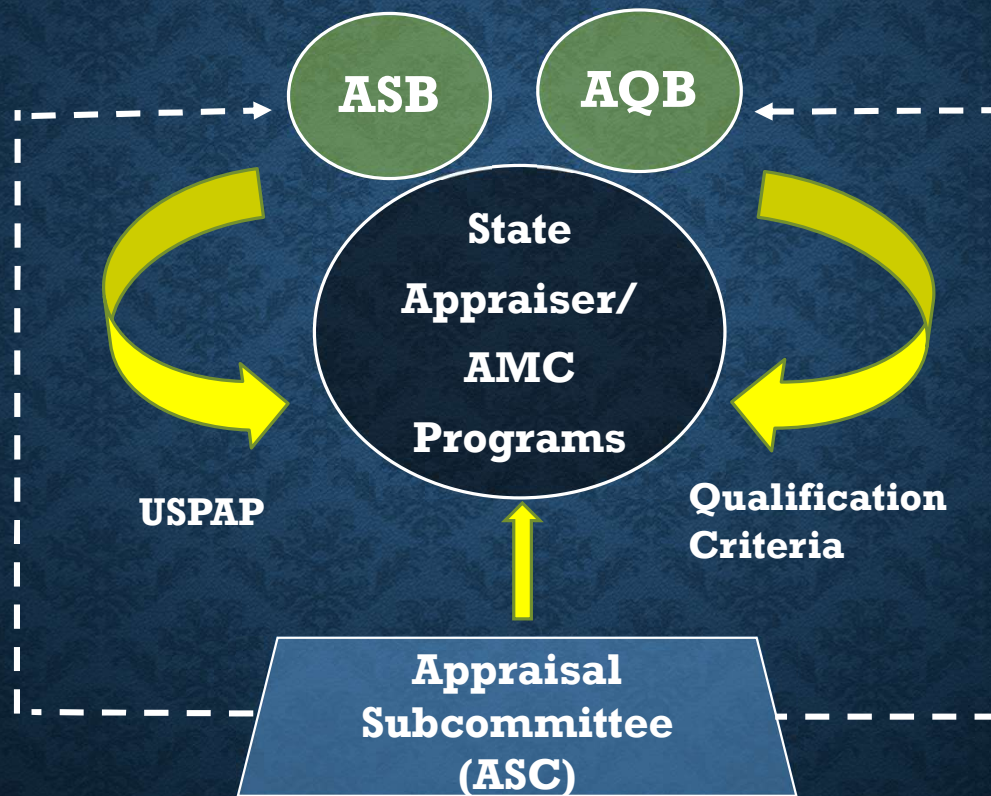 ASB
AQB
State
Appraiser/
AMC
Programs
USPAP
Qualification
Criteria
Appraisal
Subcommittee
(ASC)